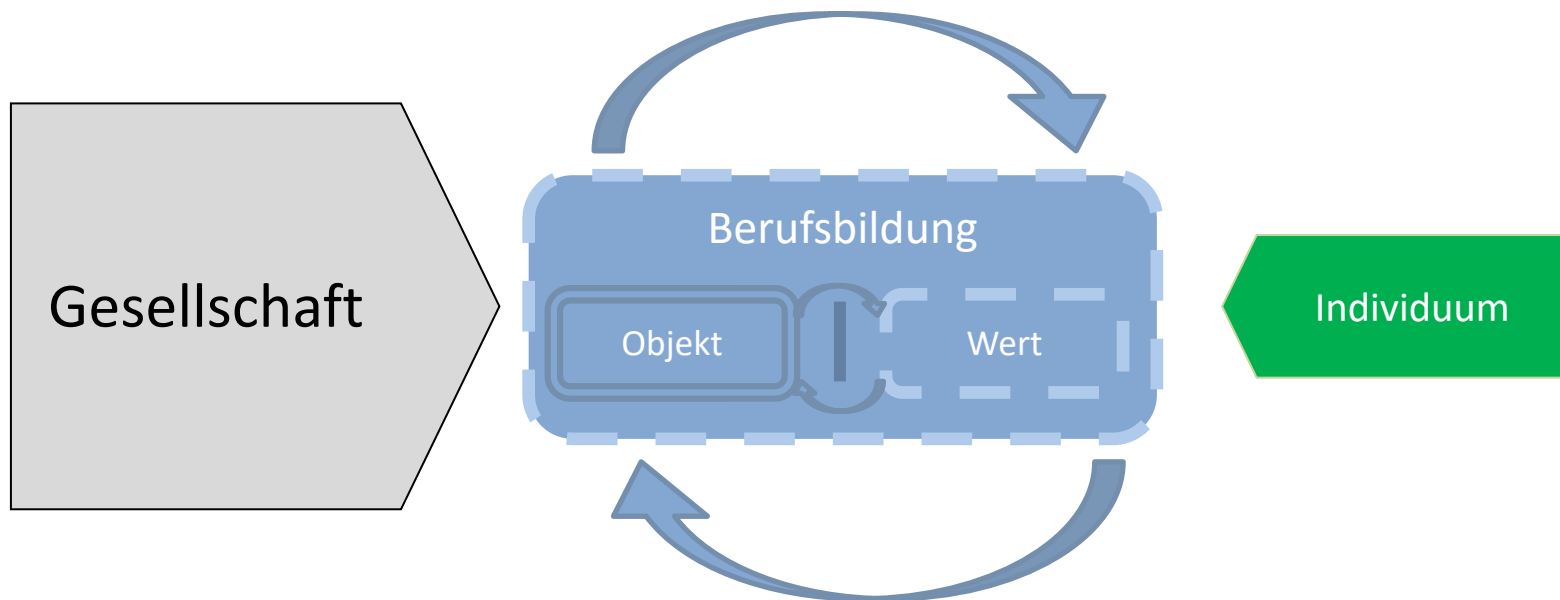 Gesellschaft
Berufsbildung
Objekt
Wert
Individuum